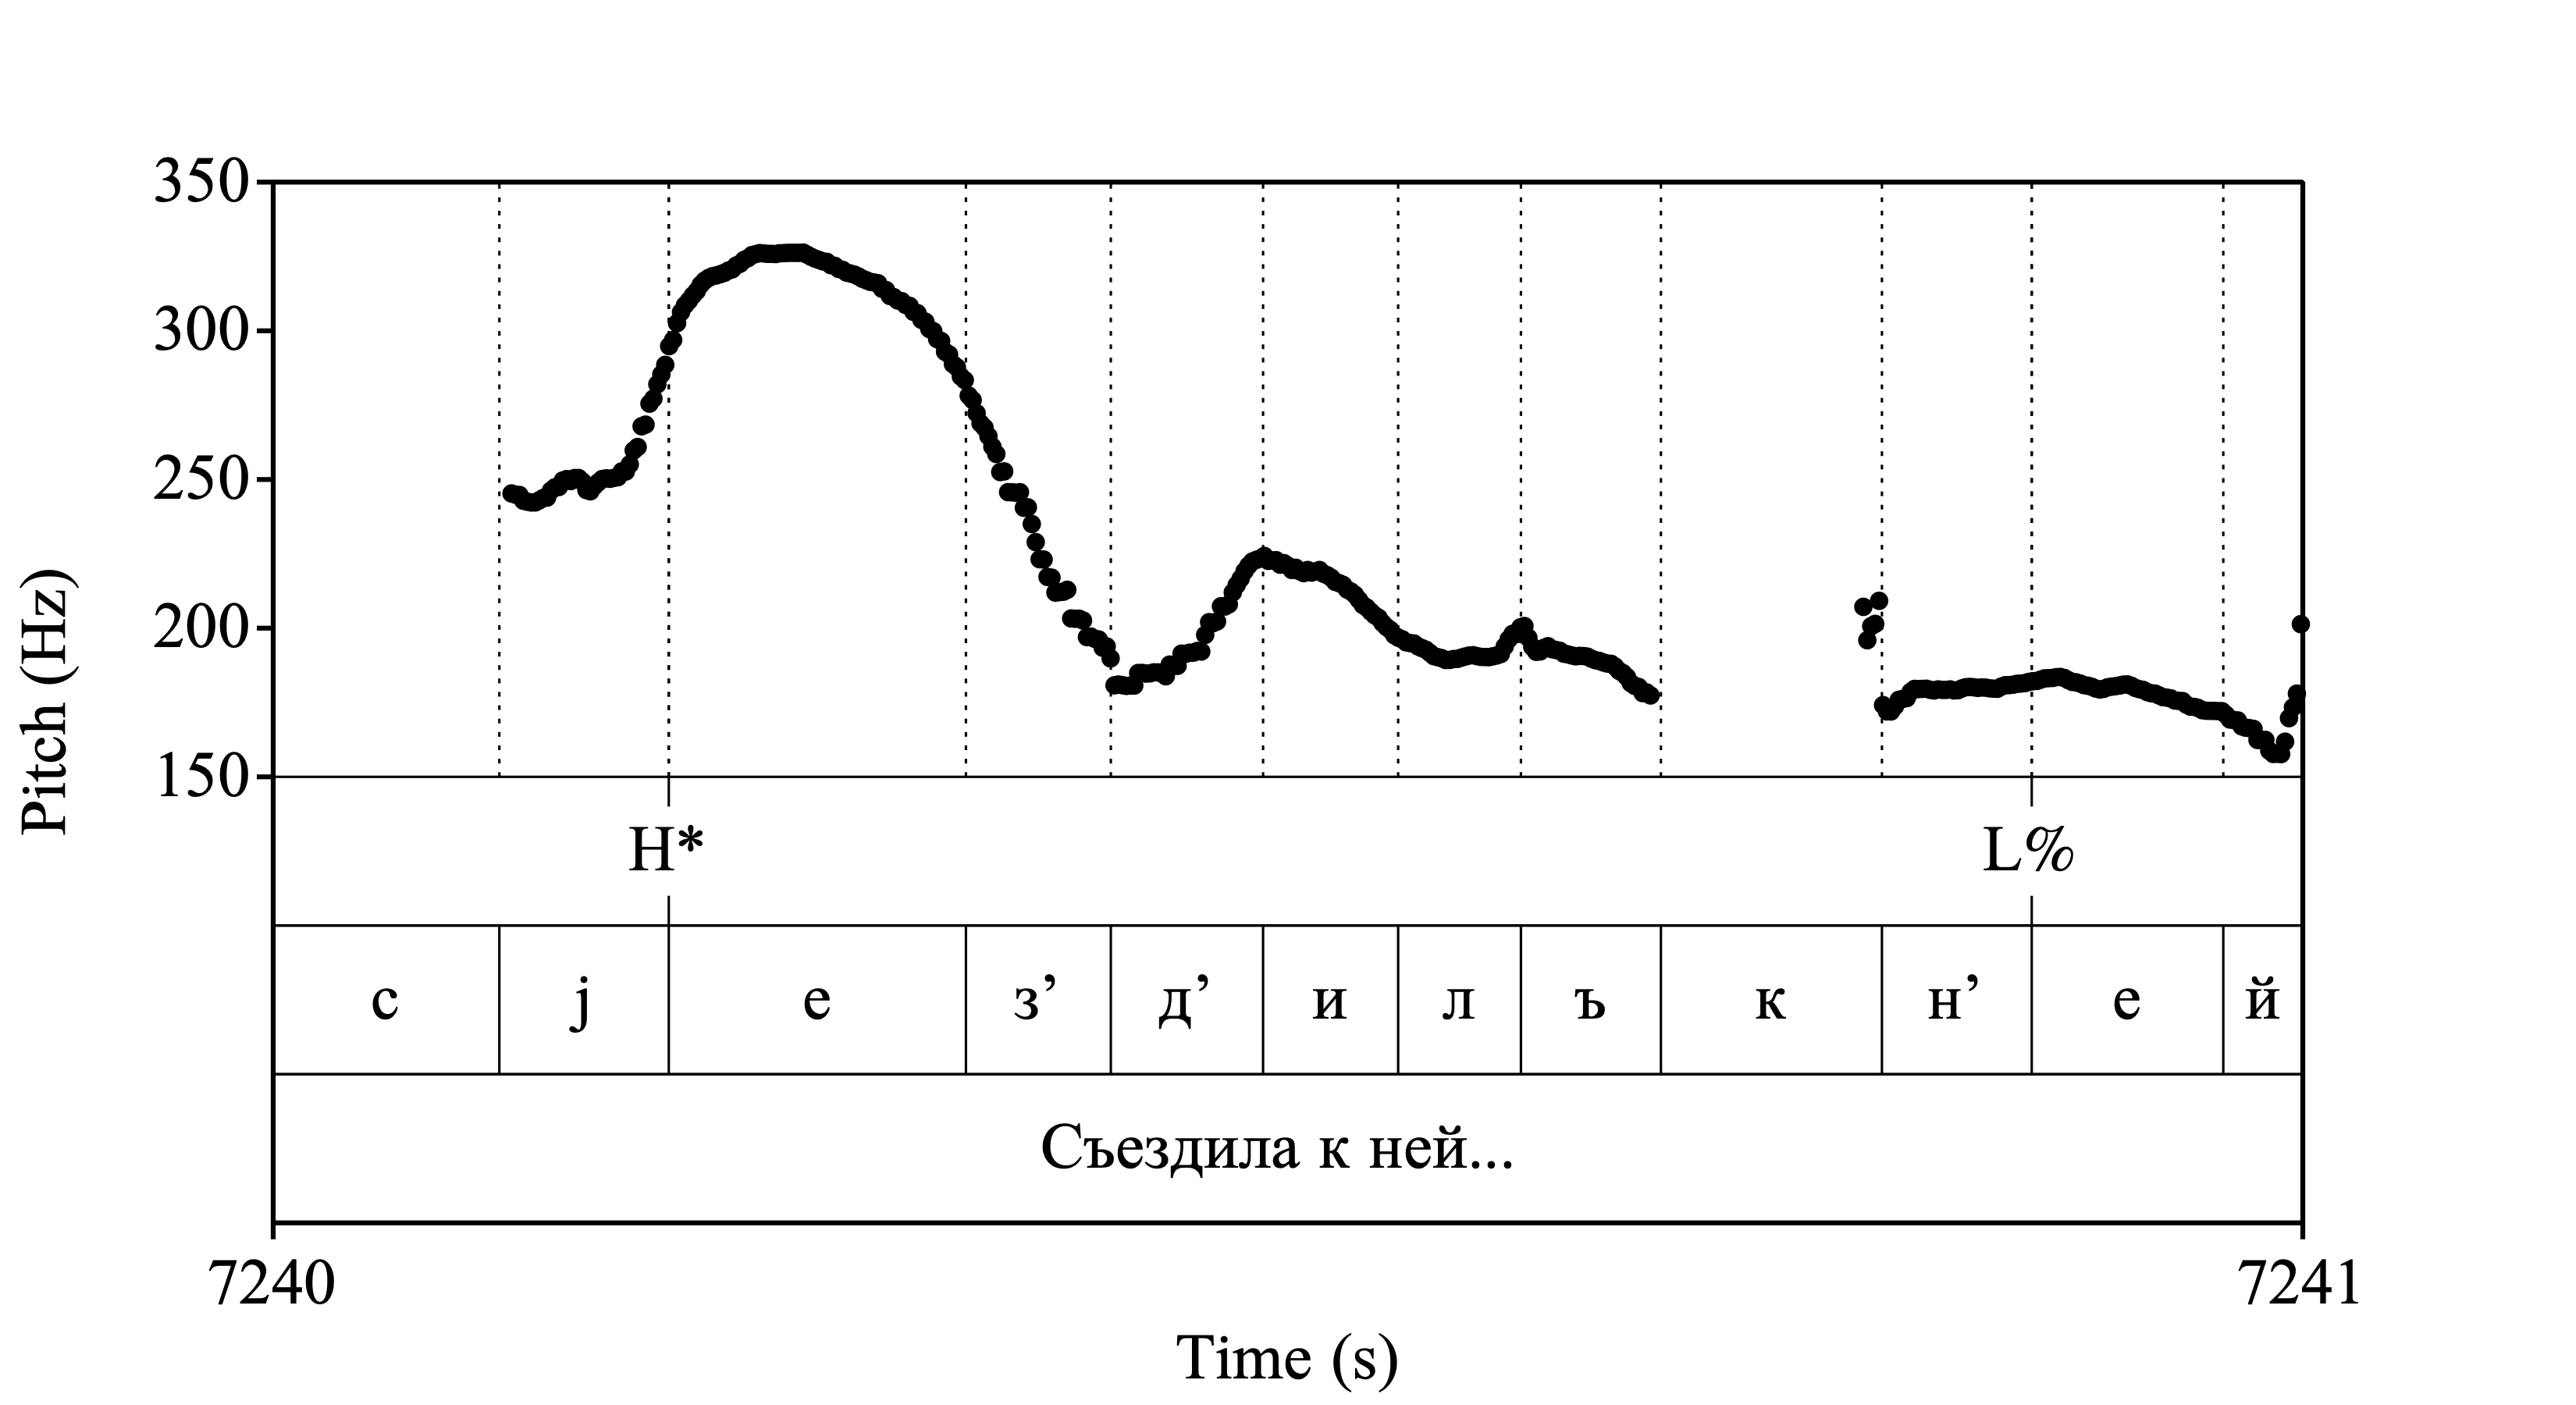 350
300
250
200
150
Pitch (Hz)
H* L%
с j е з’ д’ и л ъ к н’ е й
Съездила к ней...
7240 7241
Time (s)